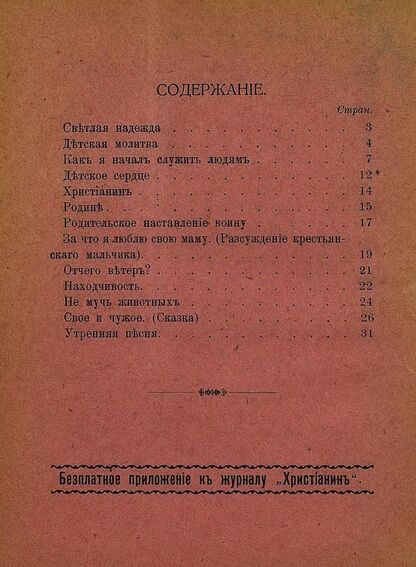 СОДЕРЖАНІЕ.
Стран.
Свѣтлая надежда . . . . . . . . . . 3
Дѣтская молитва . . . . . . . . . . 4
Какъ я началъ служить людямъ . . . . . . 7
Дѣтское сердце . . . . . . . . . . 12
Христіанинъ . . . . . . . . . . . 14
Родинѣ . . . . . . . . . . . . 15
Родительское наставленіе воину . . . . . . 17
За что я люблю свою маму. (Разсужденіе крестьян-
скаго мальчика). . . . . . . . . . . 19
Отчего вѣтеръ? . . . . . . . . . . 21
Находчивость. . . . . . . . . . . 22
Не мучь животныхъ . . . . . . . . . 24
Свое и чужое. (Сказка) . . . . . . . . 26
Утренняя пѣсня. . . . . . . . . . . 31
Безплатное приложеніе къ журналу „Христіанинъ“.